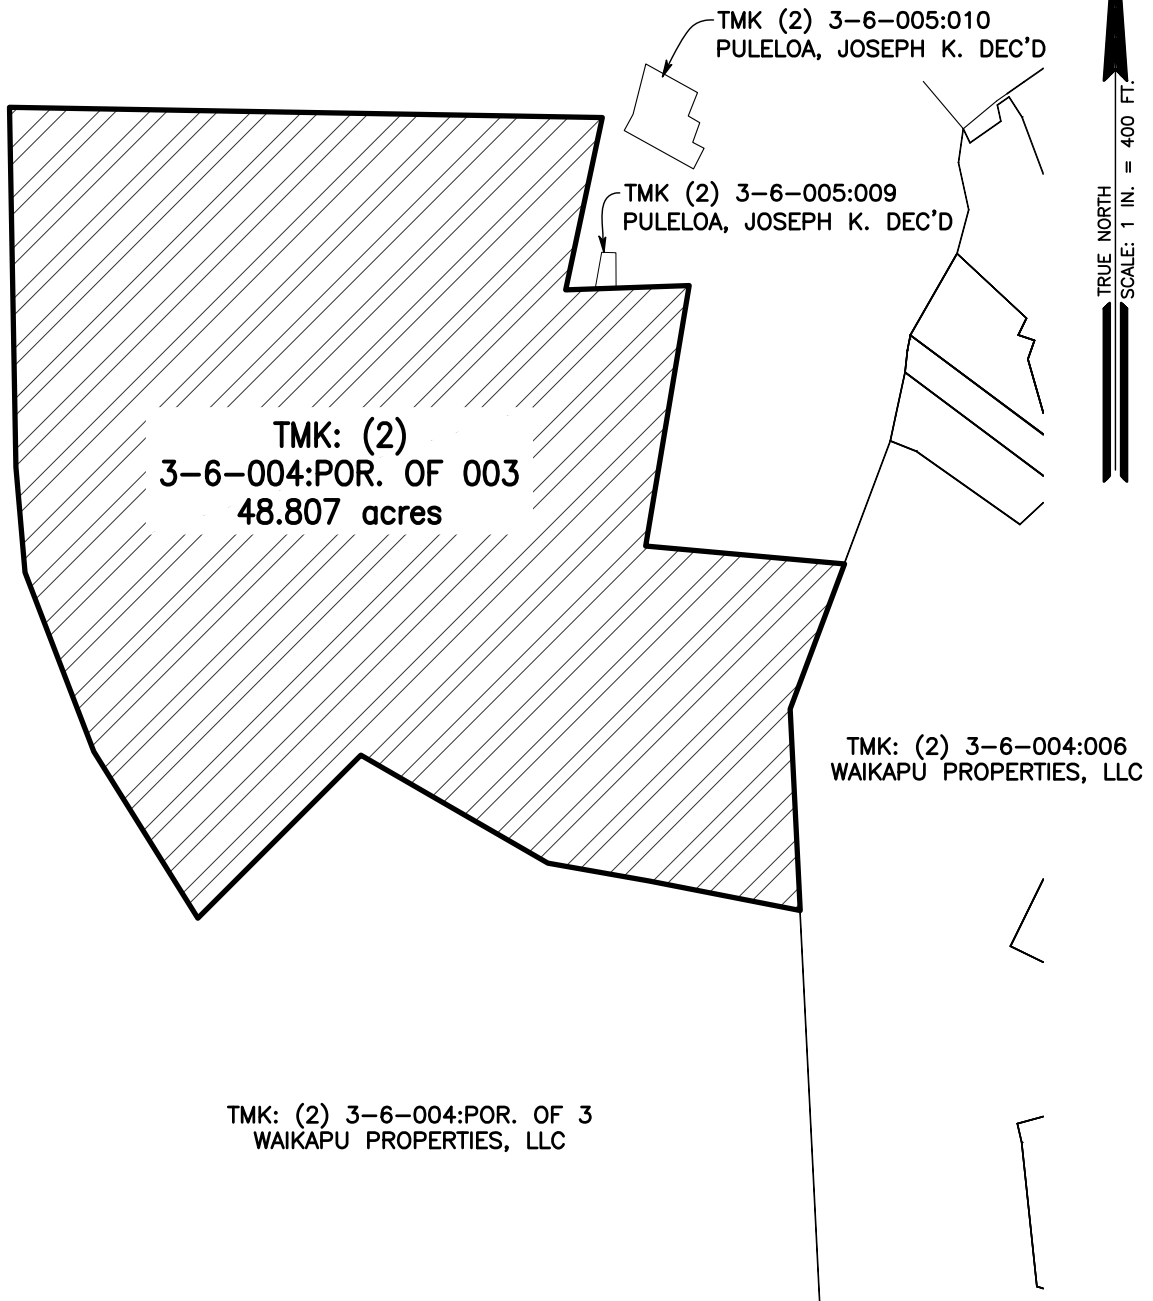 TMK (2) 3-6-005:010
PULELOA, JOSEPH K. DEC'D
TMK (2) 3-6-005:009
PULELOA, JOSEPH K. DEC'D
TRUE NORTH
SCALE: 1 IN. = 400 FT.
TMK: (2)
3-6-004:POR. OF 003
48.807 acres
TMK: (2) 3-6-004:006
WAIKAPU PROPERTIES, LLC
TMK: (2) 3-6-004:POR. OF 3
WAIKAPU PROPERTIES, LLC